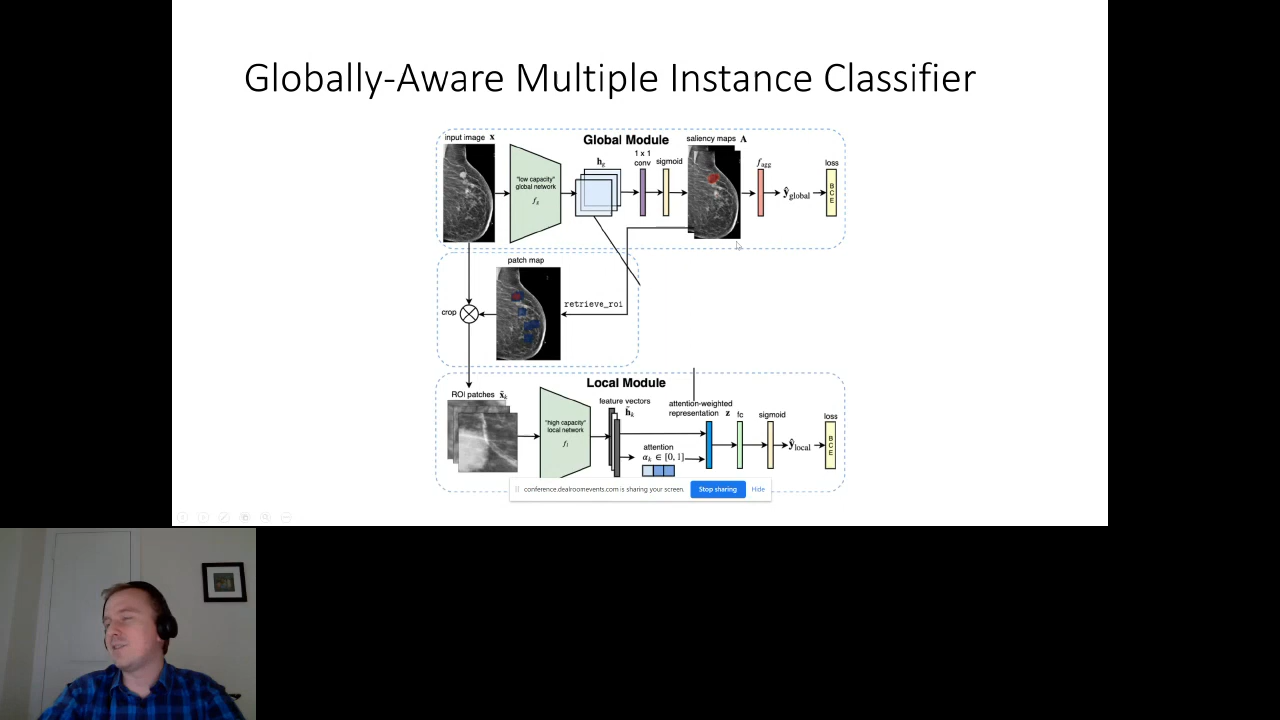 Globally-Aware Multiple Instance Classifier
input image x
Global Module
saliency maps A
"low capacity"
global network
f_g
h_g
1 x 1
conv
sigmoid
f_agg
ŷ_global
loss
B
C
E
patch map
retrieve_roi
crop
Local Module
ROI patches x̃_k
"high capacity"
local network
f_l
feature vectors
h̃_k
attention
α_k ∈ [0, 1]
attention-weighted
representation z
fc
sigmoid
ŷ_local
loss
B
C
E
conference.dealroomevents.com is sharing your screen.
Stop sharing
Hide